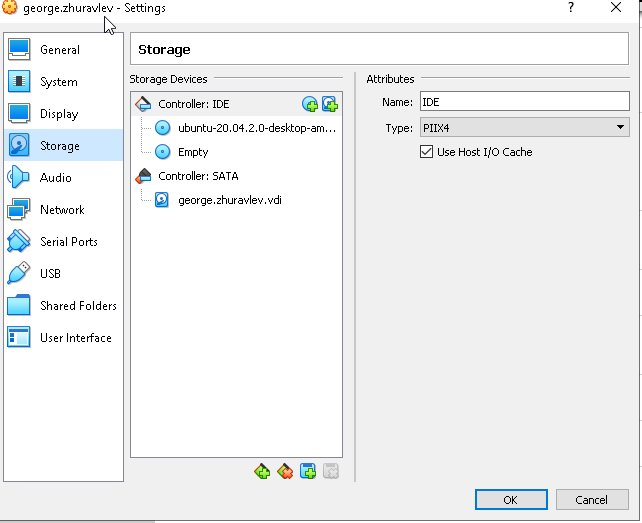 george.zhuravlev - Settings
?
General
System
Display
Storage
Audio
Network
Serial Ports
USB
Shared Folders
User Interface
Storage
Storage Devices
Controller: IDE
ubuntu-20.04.2.0-desktop-am...
Empty
Controller: SATA
george.zhuravlev.vdi
Attributes
Name: IDE
Type: PIIX4
Use Host I/O Cache
OK
Cancel